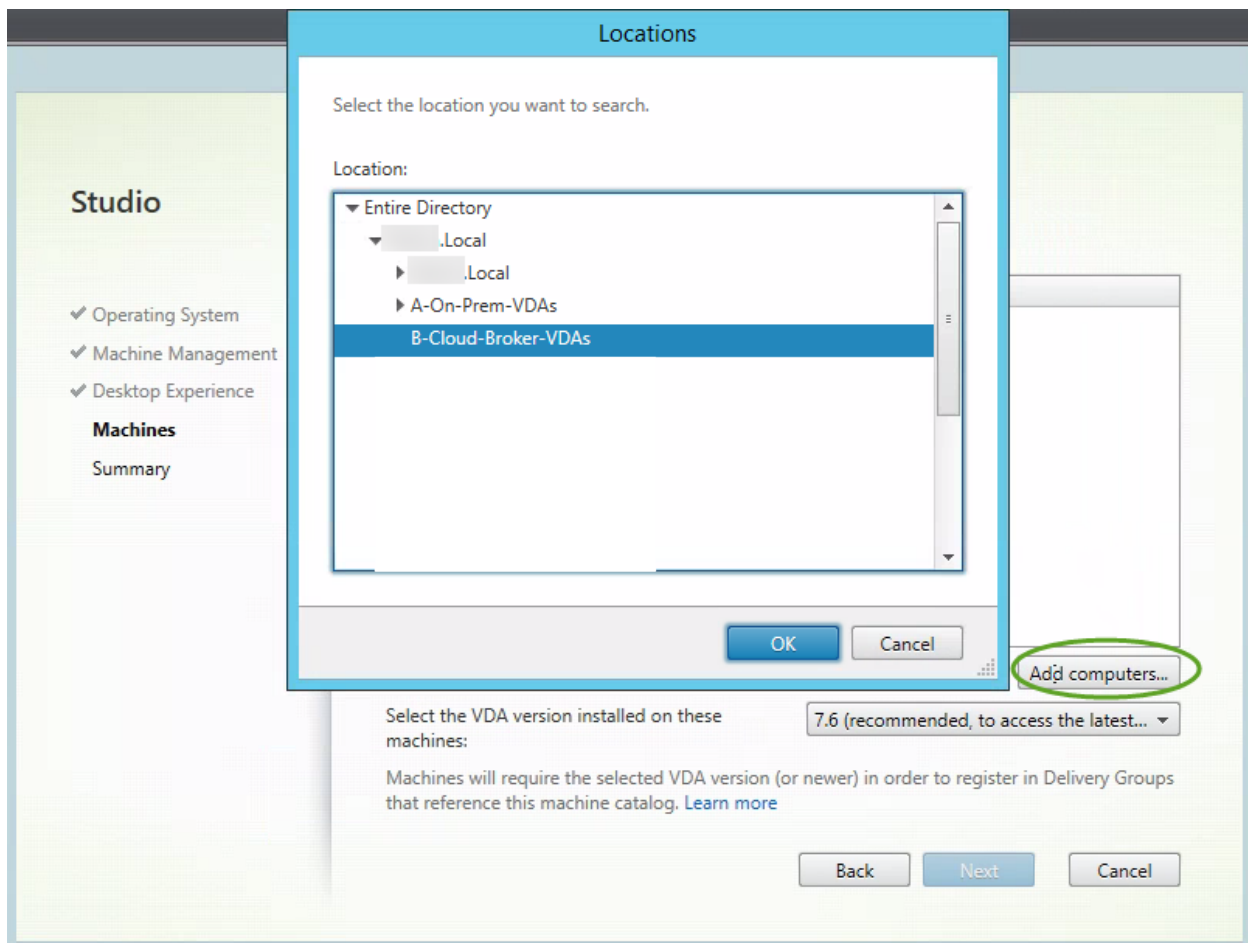 Locations
Select the location you want to search.
Location:
Entire Directory
.Local
.Local
A-On-Prem-VDAs
B-Cloud-Broker-VDAs
OK
Cancel
Studio
Operating System
Machine Management
Desktop Experience
Machines
Summary
Add computers...
Select the VDA version installed on these
machines:
7.6 (recommended, to access the latest...
Machines will require the selected VDA version (or newer) in order to register in Delivery Groups
that reference this machine catalog. Learn more
Back
Next
Cancel